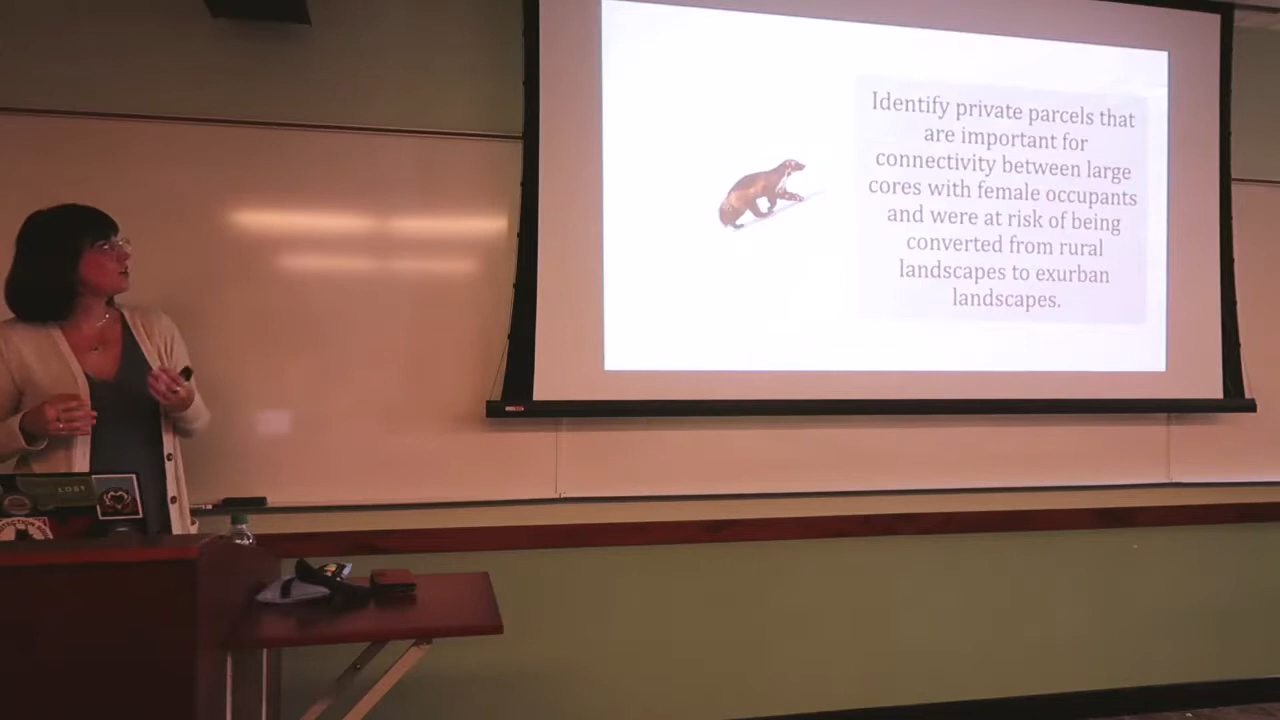 Identify private parcels that
are important for
connectivity between large
cores with female occupants
and were at risk of being
converted from rural
landscapes to exurban
landscapes.
LOST